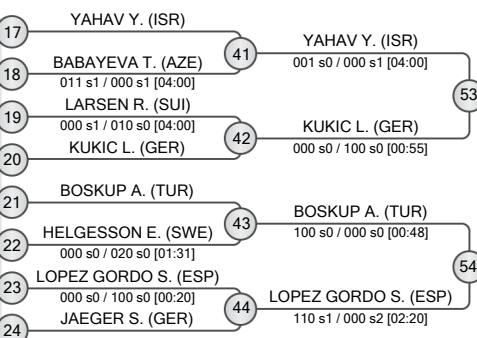 17
YAHAV Y. (ISR)
41
YAHAV Y. (ISR)
18
BABAYEVA T. (AZE)
001 s0 / 000 s1 [04:00]
011 s1 / 000 s1 [04:00]
53
19
LARSEN R. (SUI)
000 s1 / 010 s0 [04:00]
42
KUKIC L. (GER)
20
KUKIC L. (GER)
000 s0 / 100 s0 [00:55]
21
BOSKUP A. (TUR)
43
BOSKUP A. (TUR)
22
HELGESSON E. (SWE)
100 s0 / 000 s0 [00:48]
000 s0 / 020 s0 [01:31]
54
23
LOPEZ GORDO S. (ESP)
000 s0 / 100 s0 [00:20]
44
LOPEZ GORDO S. (ESP)
24
JAEGER S. (GER)
110 s1 / 000 s2 [02:20]